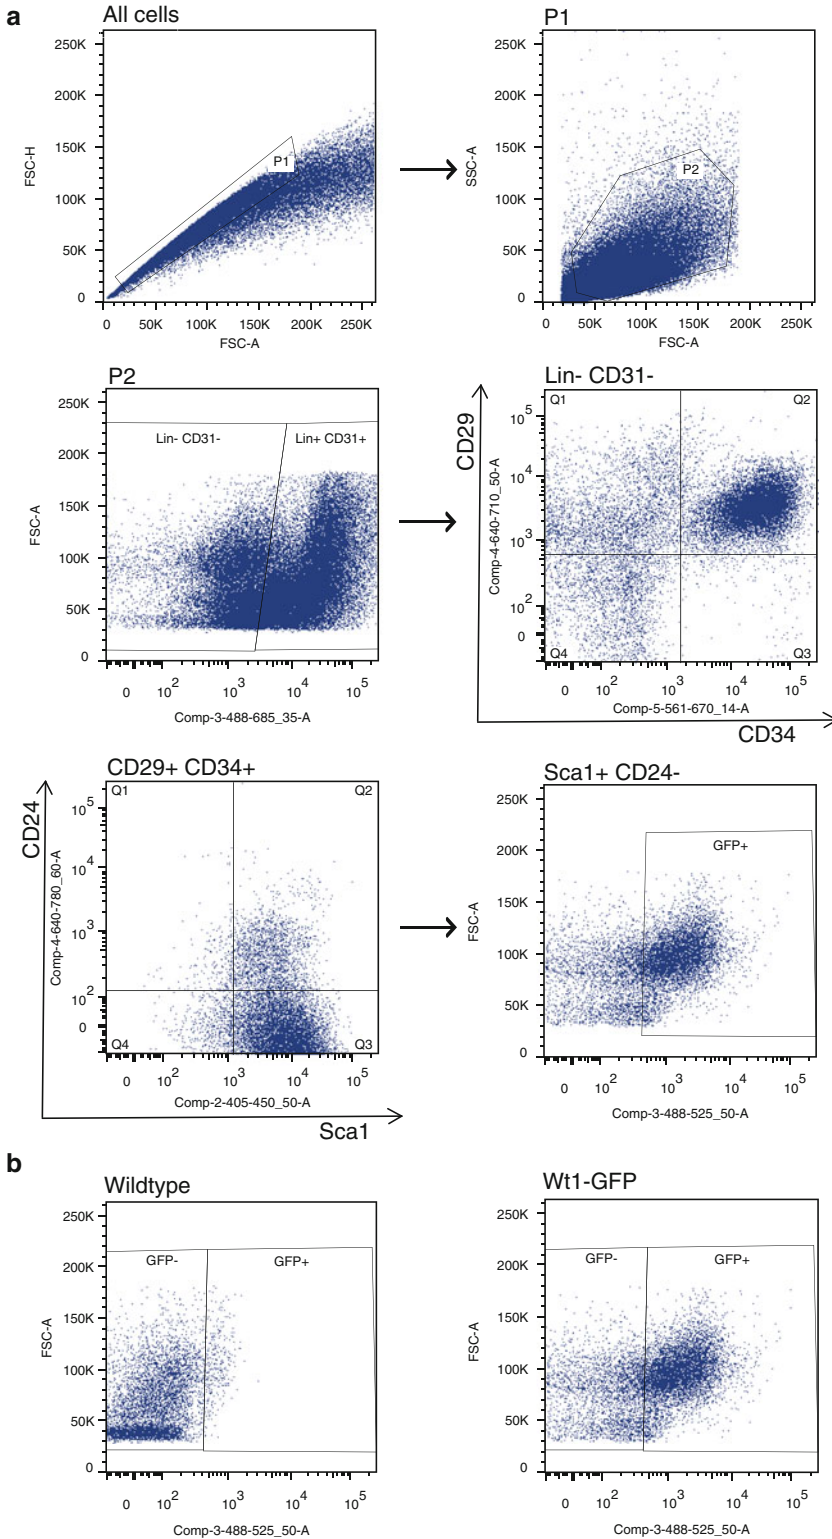 a
All cells
250K
200K
150K
100K
50K
0
FSC-H
P1
0 50K 100K 150K 200K 250K
FSC-A
P1
250K
200K
150K
100K
50K
0
SSC-A
P2
0 50K 100K 150K 200K 250K
FSC-A
P2
250K
200K
150K
100K
50K
0
FSC-A
Lin- CD31-
Lin+ CD31+
0 10^2 10^3 10^4 10^5
Comp-3-488-685_35-A
Lin- CD31-
CD29
Comp-4-640-710_50-A
10^5
10^4
10^3
10^2
0
Q1 Q2
Q4 Q3
0 10^2 10^3 10^4 10^5
Comp-5-561-670_14-A
CD34
CD29+ CD34+
CD24
Comp-4-640-780_60-A
10^5
10^4
10^3
10^2
0
Q1 Q2
Q4 Q3
0 10^2 10^3 10^4 10^5
Comp-2-405-450_50-A
Sca1
Sca1+ CD24-
250K
200K
150K
100K
50K
0
FSC-A
GFP+
0 10^2 10^3 10^4 10^5
Comp-3-488-525_50-A
b
Wildtype
250K
200K
150K
100K
50K
0
FSC-A
GFP- GFP+
0 10^2 10^3 10^4 10^5
Comp-3-488-525_50-A
Wt1-GFP
250K
200K
150K
100K
50K
0
FSC-A
GFP- GFP+
0 10^2 10^3 10^4 10^5
Comp-3-488-525_50-A